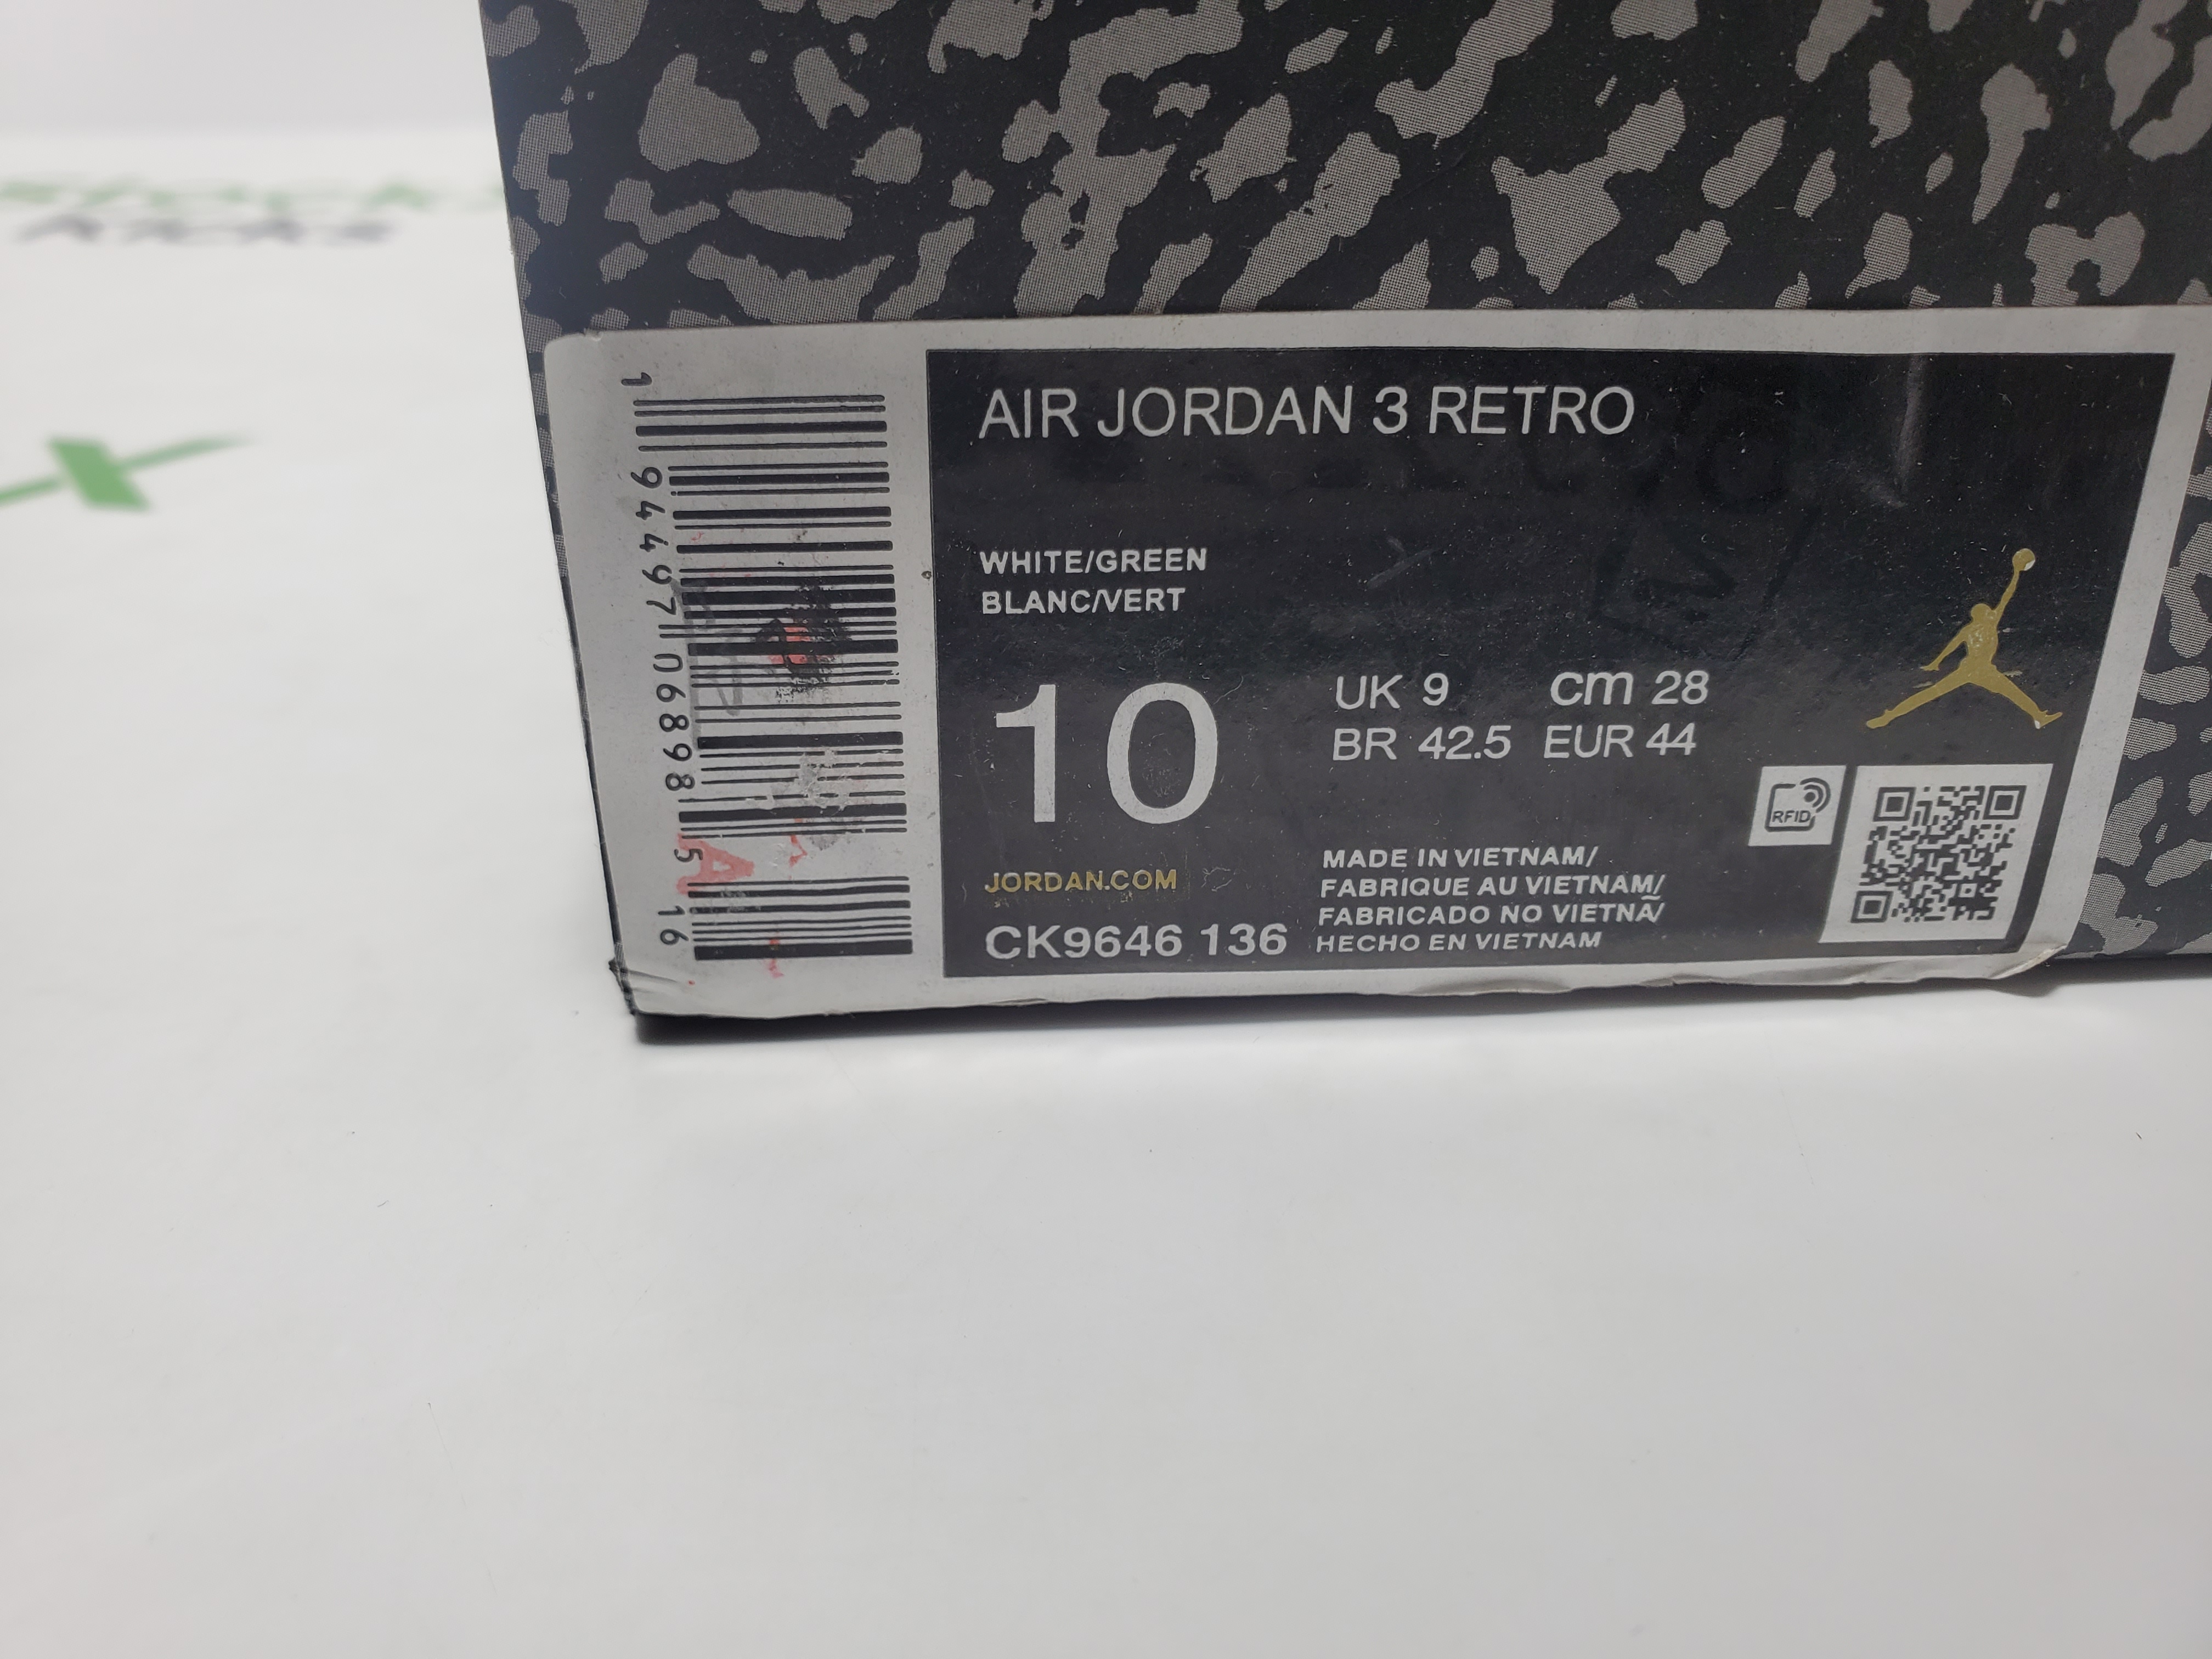 1 94497 06898 5 16
AIR JORDAN 3 RETRO
WHITE/GREEN
BLANC/VERT
10
UK 9 cm 28
BR 42.5 EUR 44
RFID
JORDAN.COM
CK9646 136
MADE IN VIETNAM/
FABRIQUE AU VIETNAM/
FABRICADO NO VIETNÃ/
HECHO EN VIETNAM
A